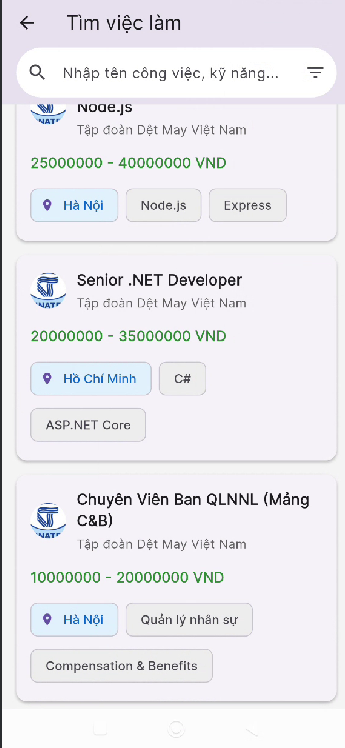 Tìm việc làm
Nhập tên công việc, kỹ năng...
Node.js
Tập đoàn Dệt May Việt Nam
25000000 - 40000000 VND
Hà Nội
Node.js
Express
Senior .NET Developer
Tập đoàn Dệt May Việt Nam
20000000 - 35000000 VND
Hồ Chí Minh
C#
ASP.NET Core
Chuyên Viên Ban QLNNL (Mảng
C&B)
Tập đoàn Dệt May Việt Nam
10000000 - 20000000 VND
Hà Nội
Quản lý nhân sự
Compensation & Benefits